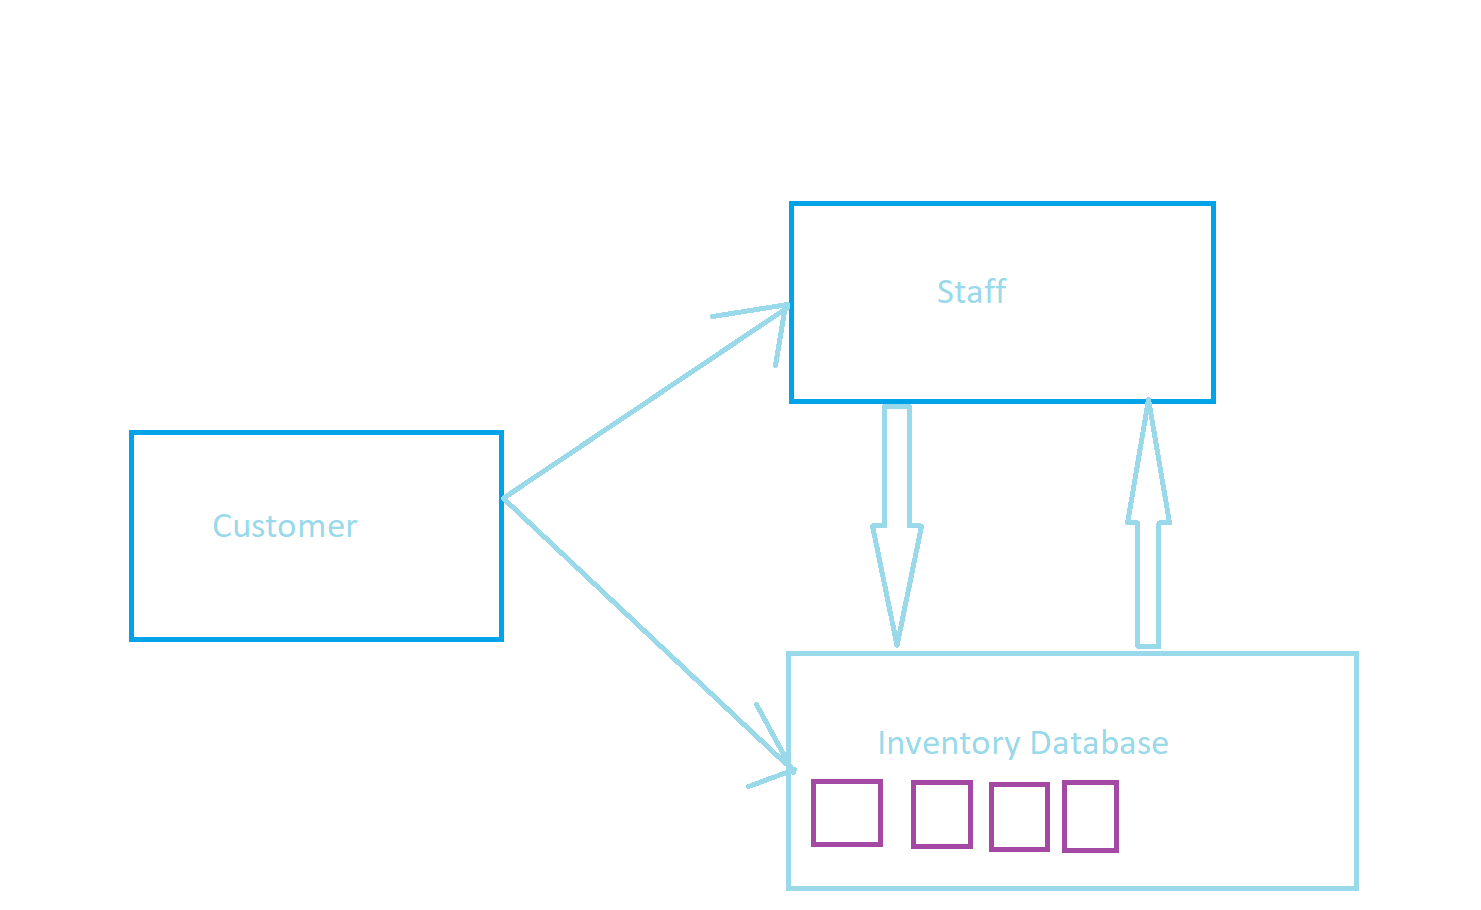 Staff
Customer
Inventory Database